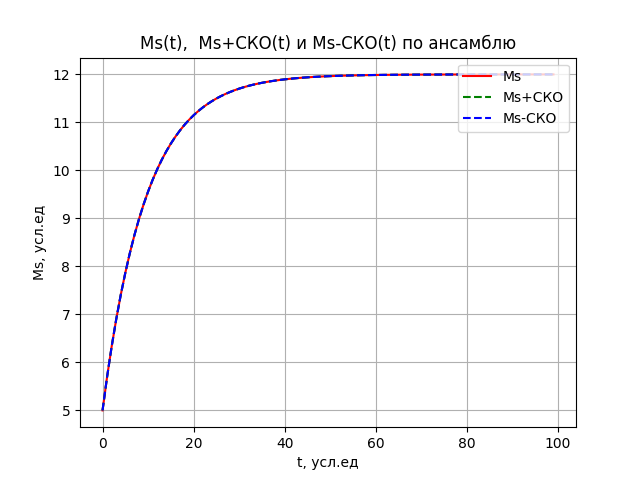 Ms(t),  Ms+СКО(t) и Ms-СКО(t) по ансамблю
12
11
10
9
8
7
6
5
Ms, усл.ед
Ms
Ms+СКО
Ms-СКО
0
20
40
60
80
100
t, усл.ед